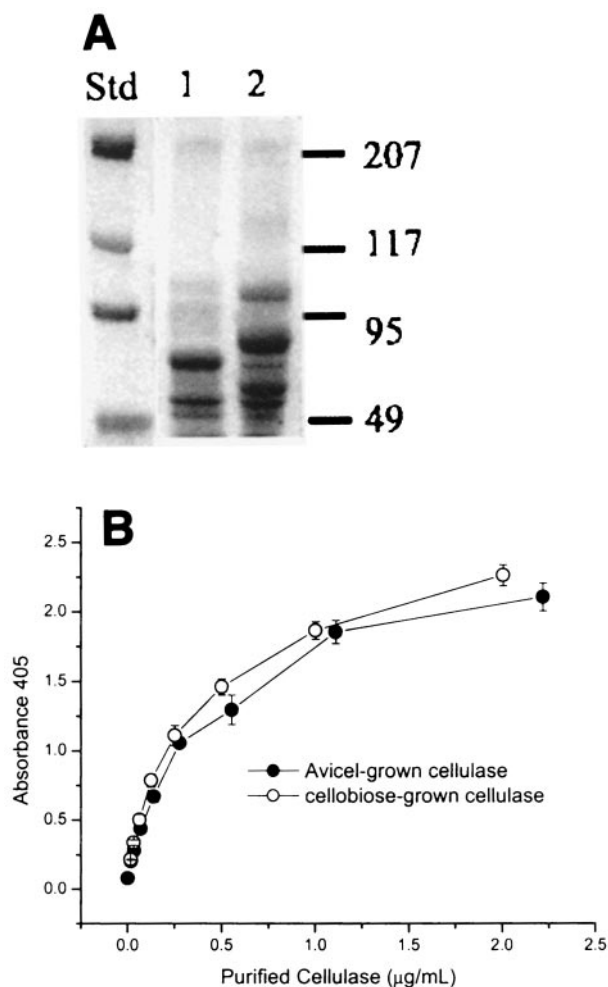 A
Std 1 2
207
117
95
49
B
2.5
2.0
1.5
1.0
0.5
0.0
Absorbance 405
Avicel-grown cellulase
cellobiose-grown cellulase
0.0 0.5 1.0 1.5 2.0 2.5
Purified Cellulase (μg/mL)